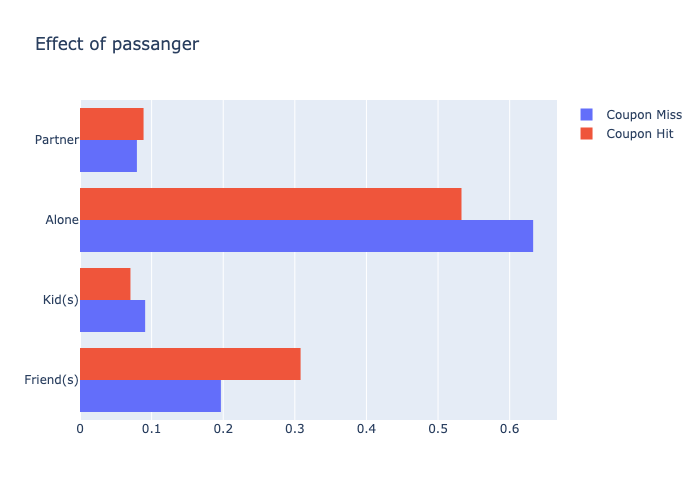 Effect of passanger
Coupon Miss
Coupon Hit
Partner
Alone
Kid(s)
Friend(s)
0 0.1 0.2 0.3 0.4 0.5 0.6